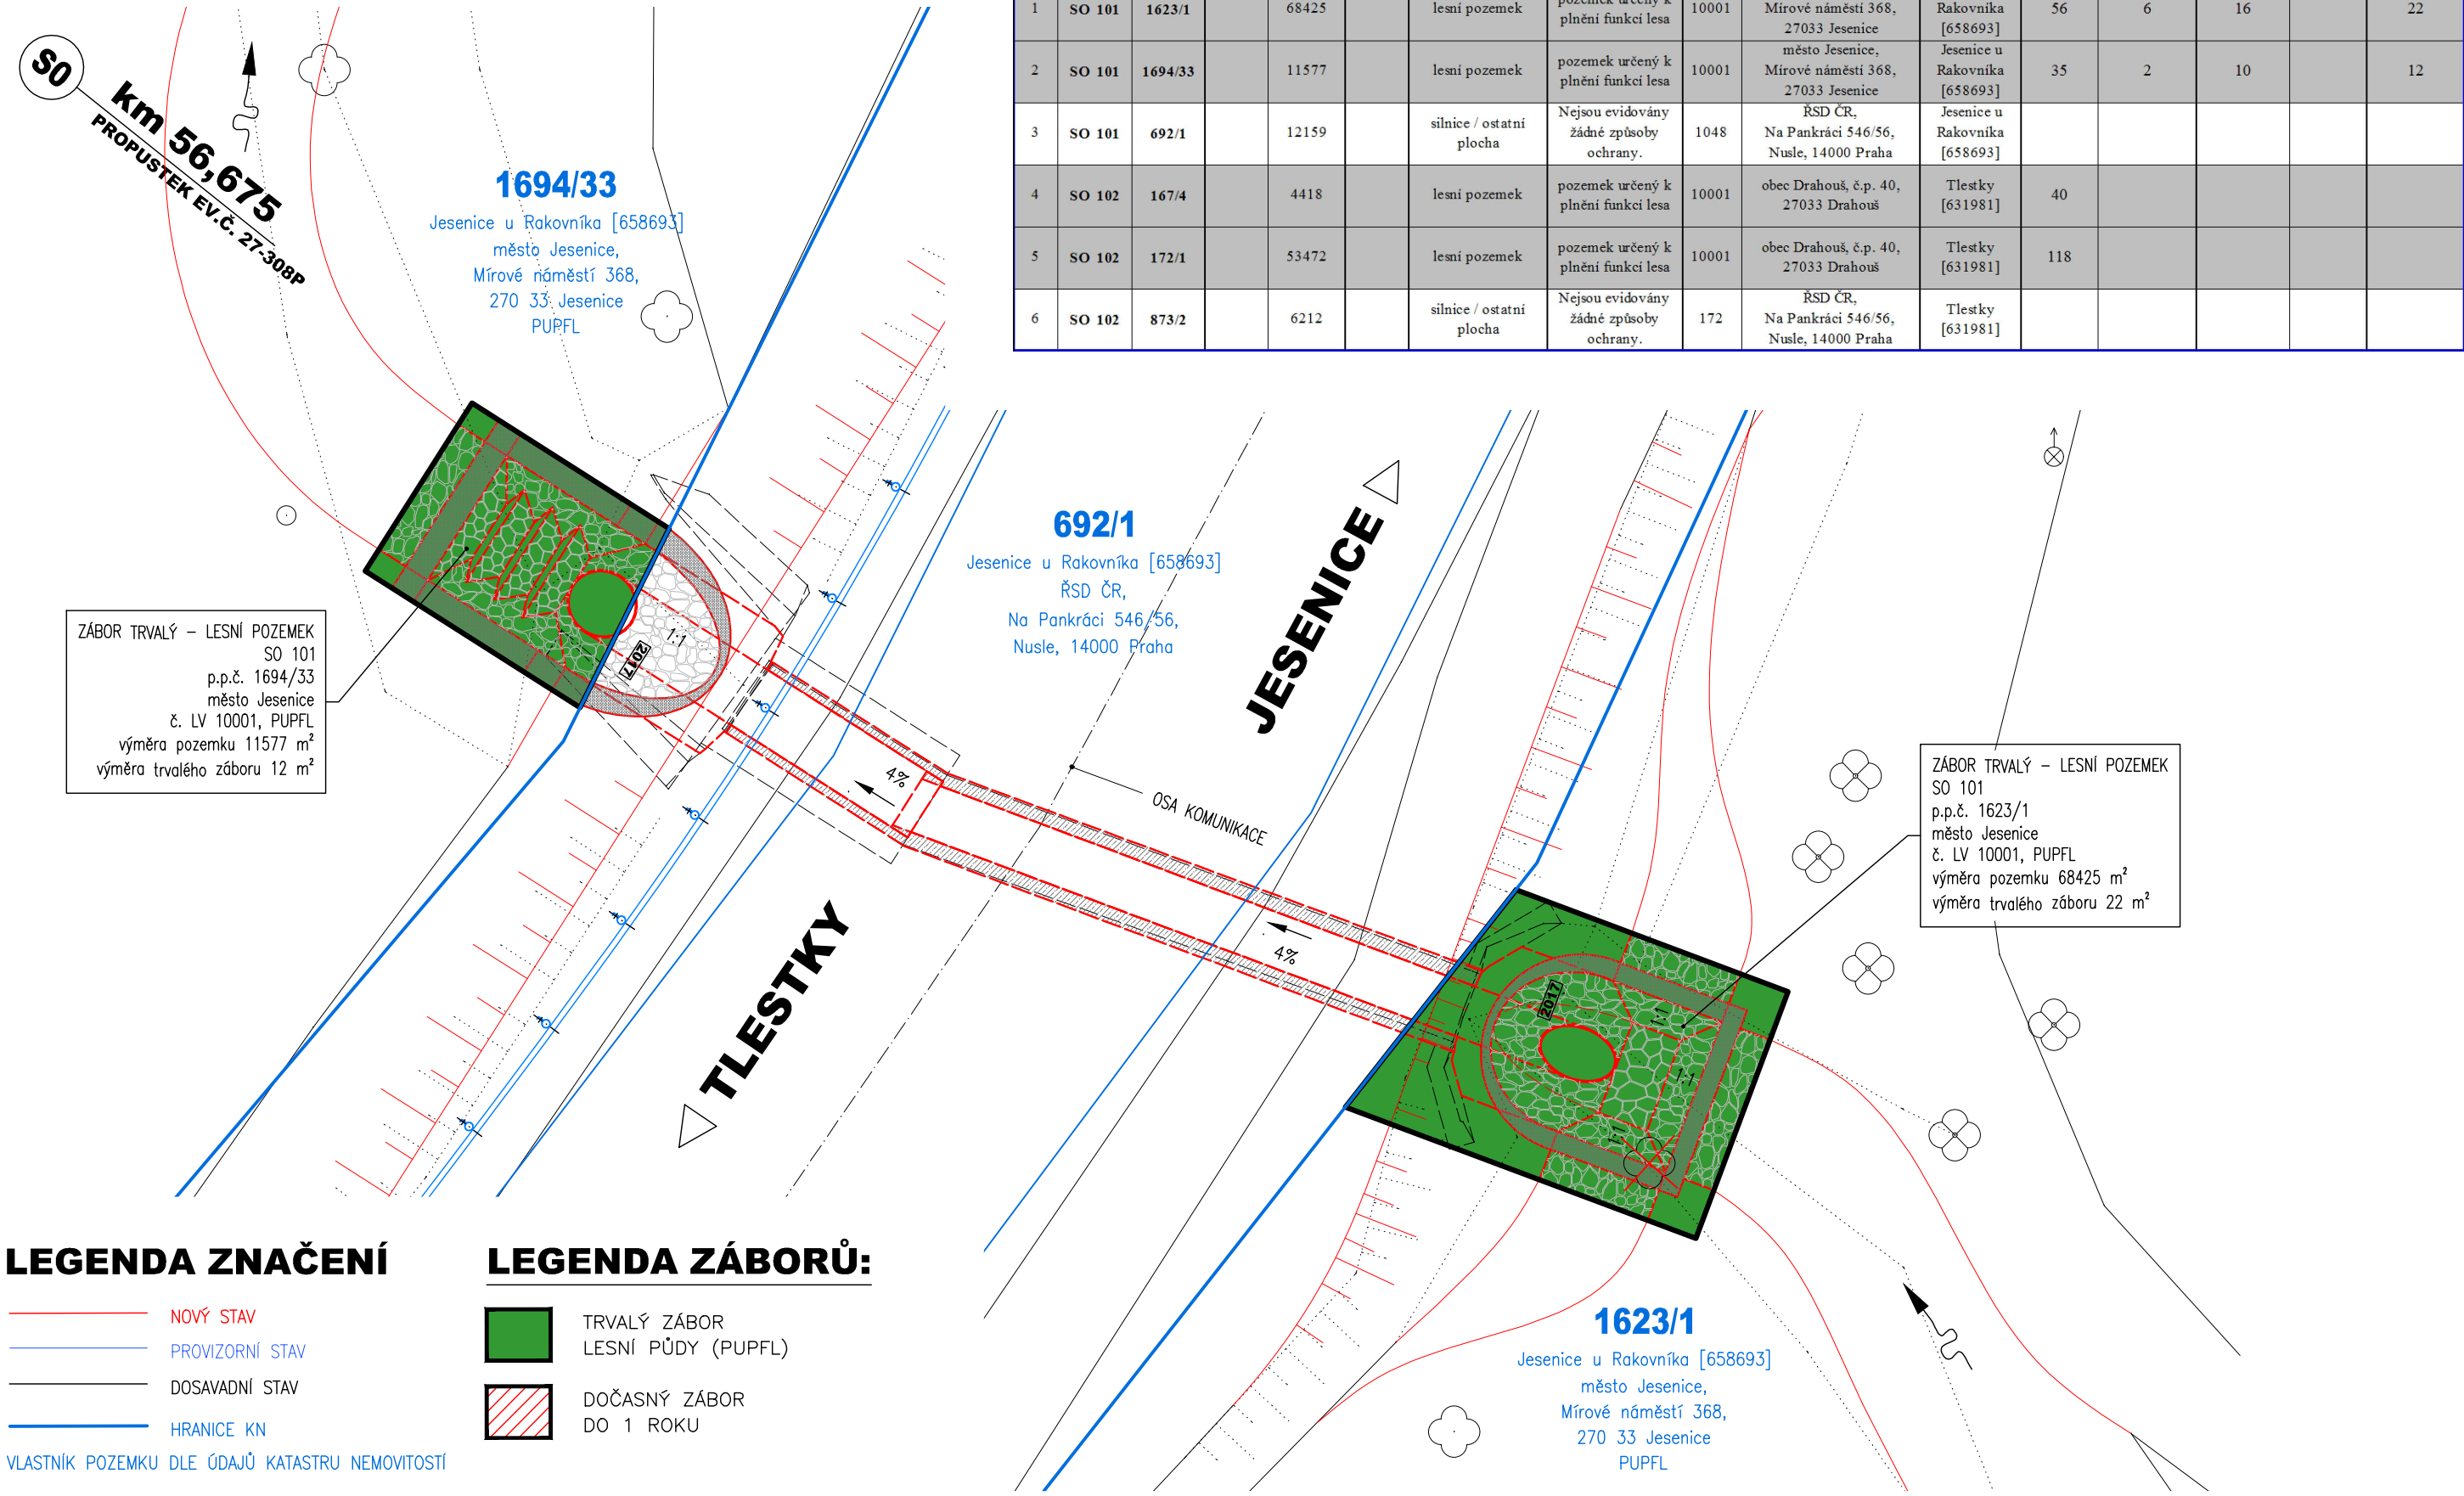 S0
km 56,675
PROPUSTEK EV.Č. 27-308P
1 SO 101 1623/1 68425 lesní pozemek pozemek určený k plnění funkcí lesa 10001 Mírové náměstí 368, 27033 Jesenice Rakovníka [658693] 56 6 16 22
2 SO 101 1694/33 11577 lesní pozemek pozemek určený k plnění funkcí lesa 10001 město Jesenice, Mírové náměstí 368, 27033 Jesenice Jesenice u Rakovníka [658693] 35 2 10 12
3 SO 101 692/1 12159 silnice / ostatní plocha Nejsou evidovány žádné způsoby ochrany. 1048 ŘSD ČR, Na Pankráci 546/56, Nusle, 14000 Praha Jesenice u Rakovníka [658693]
4 SO 102 167/4 4418 lesní pozemek pozemek určený k plnění funkcí lesa 10001 obec Drahouš, č.p. 40, 27033 Drahouš Tlestky [631981] 40
5 SO 102 172/1 53472 lesní pozemek pozemek určený k plnění funkcí lesa 10001 obec Drahouš, č.p. 40, 27033 Drahouš Tlestky [631981] 118
6 SO 102 873/2 6212 silnice / ostatní plocha Nejsou evidovány žádné způsoby ochrany. 172 ŘSD ČR, Na Pankráci 546/56, Nusle, 14000 Praha Tlestky [631981]
1694/33
Jesenice u Rakovníka [658693]
město Jesenice,
Mírové náměstí 368,
270 33 Jesenice
PUPFL
692/1
Jesenice u Rakovníka [658693]
ŘSD ČR,
Na Pankráci 546/56,
Nusle, 14000 Praha
JESENICE
ZÁBOR TRVALÝ – LESNÍ POZEMEK
SO 101
p.p.č. 1694/33
město Jesenice
č. LV 10001, PUPFL
výměra pozemku 11577 m²
výměra trvalého záboru 12 m²
1:1
2017
4%
OSA KOMUNIKACE
4%
TLESTKY
ZÁBOR TRVALÝ – LESNÍ POZEMEK
SO 101
p.p.č. 1623/1
město Jesenice
č. LV 10001, PUPFL
výměra pozemku 68425 m²
výměra trvalého záboru 22 m²
2017
1:1
1:1
1:1
1623/1
Jesenice u Rakovníka [658693]
město Jesenice,
Mírové náměstí 368,
270 33 Jesenice
PUPFL
LEGENDA ZNAČENÍ
NOVÝ STAV
PROVIZORNÍ STAV
DOSAVADNÍ STAV
HRANICE KN
VLASTNÍK POZEMKU DLE ÚDAJŮ KATASTRU NEMOVITOSTÍ
LEGENDA ZÁBORŮ:
TRVALÝ ZÁBOR
LESNÍ PŮDY (PUPFL)
DOČASNÝ ZÁBOR
DO 1 ROKU